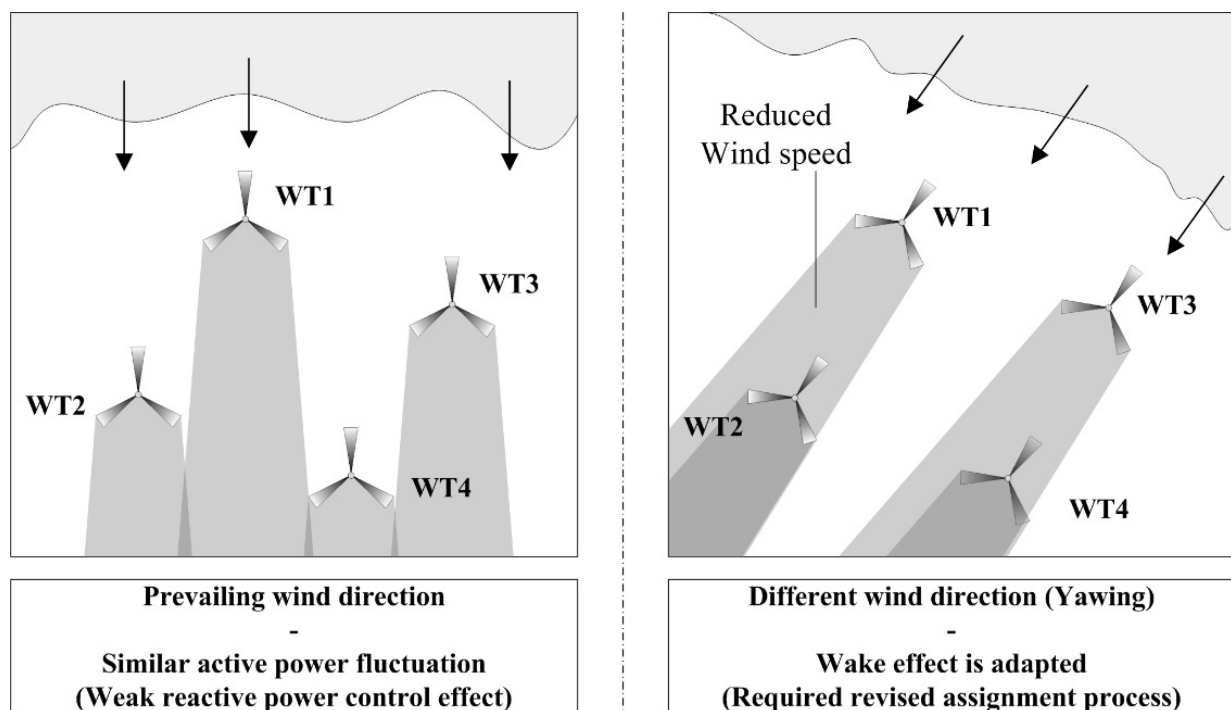 WT1
WT3
WT2
WT4
Prevailing wind direction
-
Similar active power fluctuation
(Weak reactive power control effect)
Reduced
Wind speed
WT1
WT3
WT2
WT4
Different wind direction (Yawing)
-
Wake effect is adapted
(Required revised assignment process)